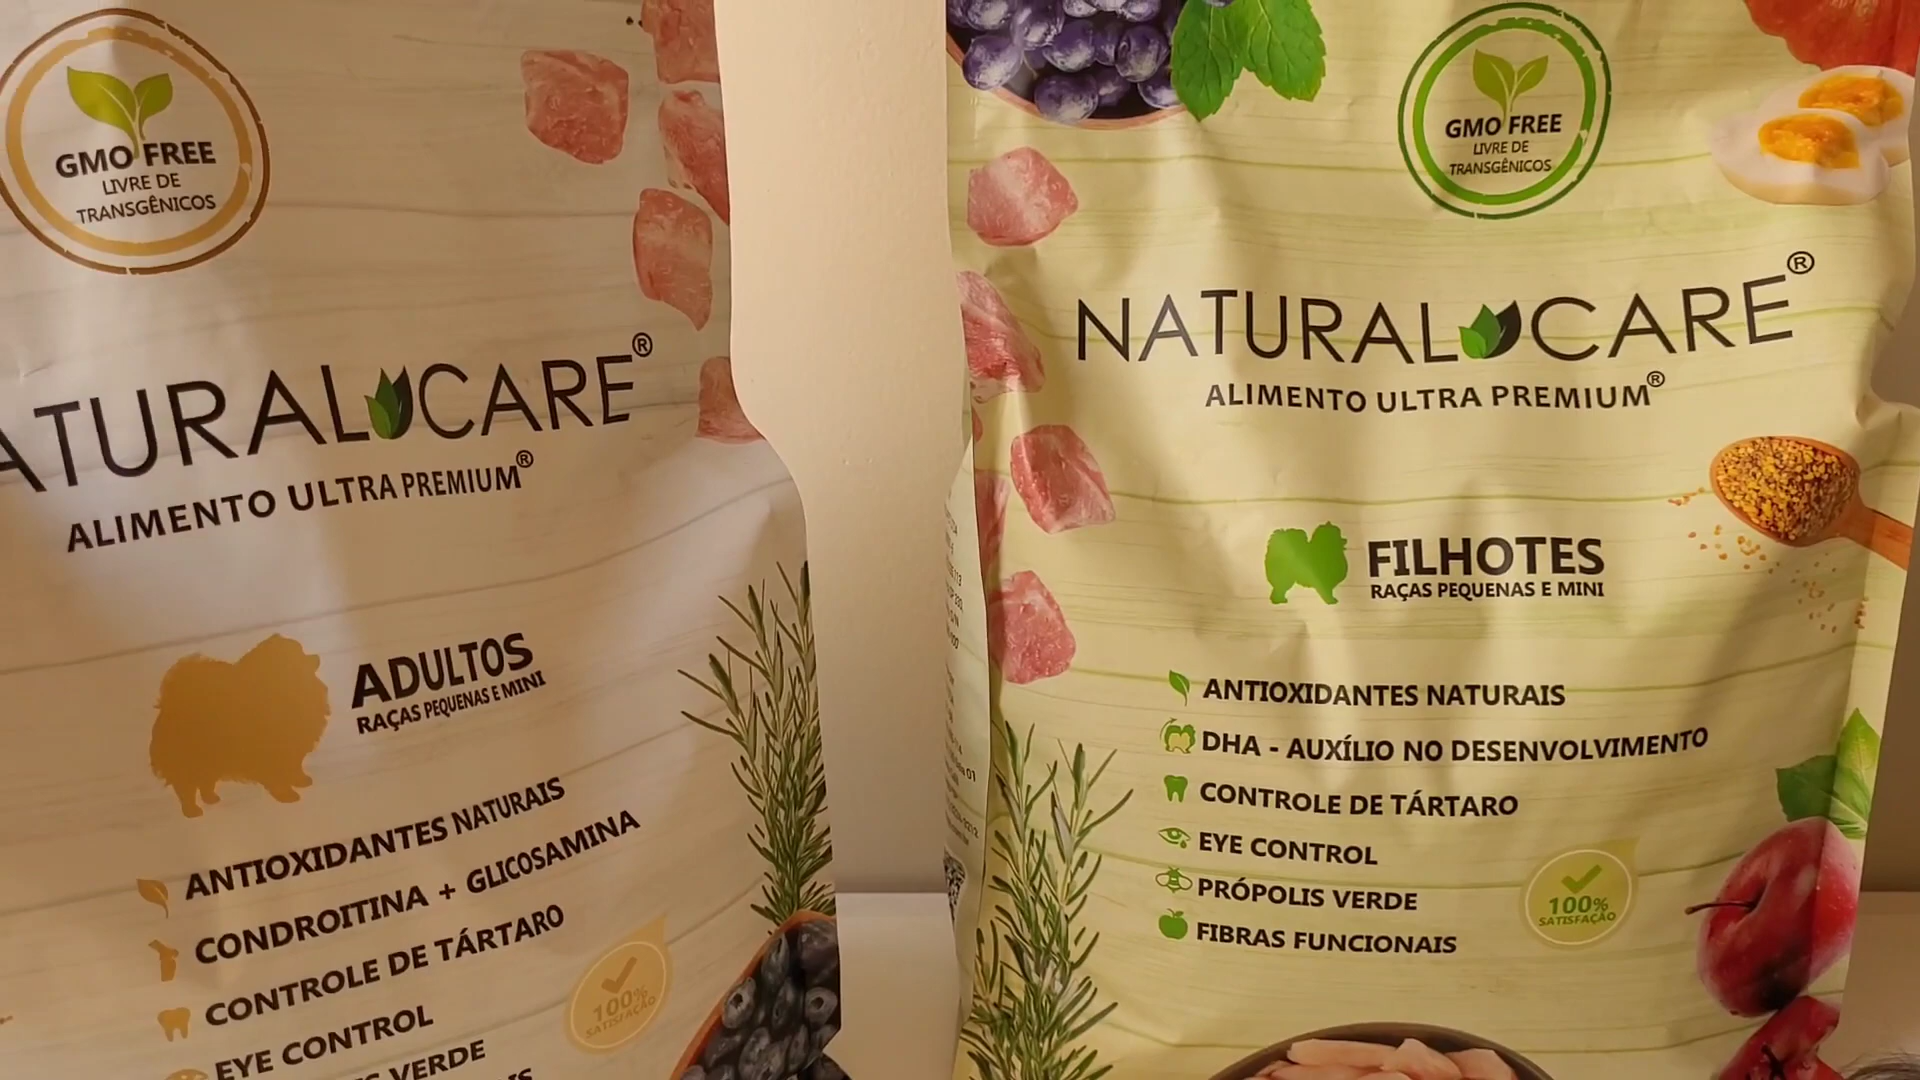 GMO FREE
LIVRE DE
TRANSGÊNICOS
ATURAL CARE®
ALIMENTO ULTRA PREMIUM®
ADULTOS
RAÇAS PEQUENAS E MINI
ANTIOXIDANTES NATURAIS
CONDROITINA + GLICOSAMINA
CONTROLE DE TÁRTARO
EYE CONTROL
VERDE
100%
SATISFAÇÃO
GMO FREE
LIVRE DE
TRANSGÊNICOS
NATURAL CARE®
ALIMENTO ULTRA PREMIUM®
FILHOTES
RAÇAS PEQUENAS E MINI
ANTIOXIDANTES NATURAIS
DHA - AUXÍLIO NO DESENVOLVIMENTO
CONTROLE DE TÁRTARO
EYE CONTROL
PRÓPOLIS VERDE
FIBRAS FUNCIONAIS
100%
SATISFAÇÃO